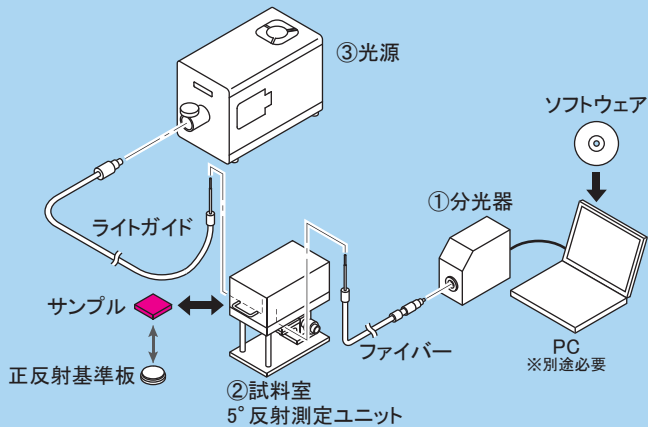 ③光源
ソフトウェア
①分光器
ライトガイド
サンプル
ファイバー
PC
※別途必要
正反射基準板
②試料室
5°反射測定ユニット